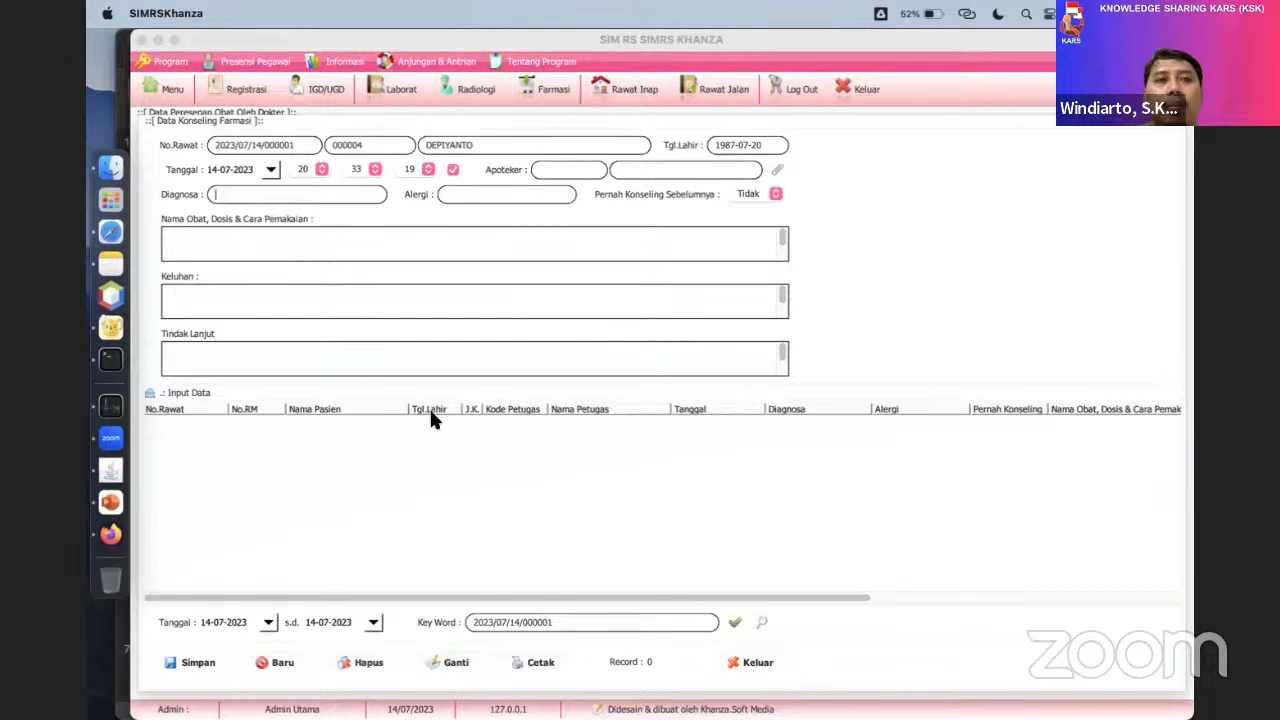 SIMRSKhanza
52%
KNOWLEDGE SHARING KARS (KSK)
KARS
Windiarto, S.K...
SIM RS SIMRS KHANZA
Program Presensi Pegawai Informasi Anjungan & Antrian Tentang Program
Menu Registrasi IGD/UGD Laborat Radiologi Farmasi Rawat Inap Rawat Jalan Log Out Keluar
::[ Data Peresepan Obat Oleh Dokter ]::
::[ Data Konseling Farmasi ]::
No.Rawat : 2023/07/14/000001 000004 DEPIYANTO Tgl.Lahir : 1987-07-20
Tanggal : 14-07-2023 20 33 19 Apoteker :
Diagnosa : Alergi : Pernah Konseling Sebelumnya : Tidak
Nama Obat, Dosis & Cara Pemakaian :
Keluhan :
Tindak Lanjut
.: Input Data
No.Rawat No.RM Nama Pasien Tgl.Lahir J.K. Kode Petugas Nama Petugas Tanggal Diagnosa Alergi Pernah Konseling Nama Obat, Dosis & Cara Pemak
Tanggal : 14-07-2023 s.d. 14-07-2023 Key Word : 2023/07/14/000001
Simpan Baru Hapus Ganti Cetak Record : 0 Keluar
zoom
zoom
Admin : Admin Utama 14/07/2023 127.0.0.1 Didesain & dibuat oleh Khanza.Soft Media